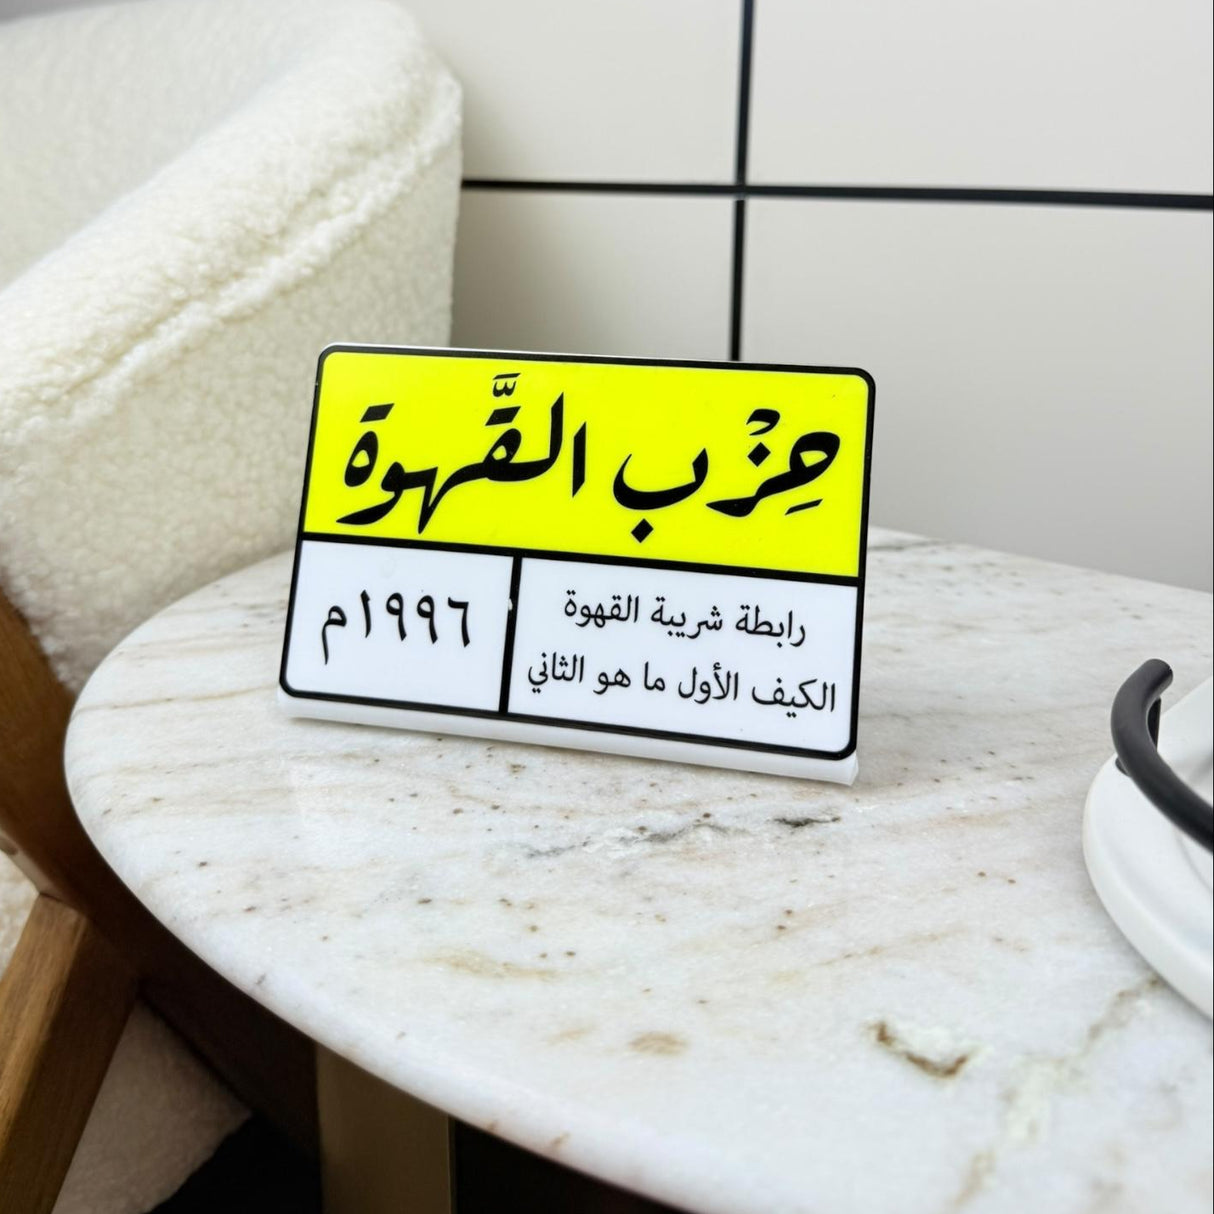 حِزْب القَّهوة
رابطة شريبة القهوة
الكيف الأول ما هو الثاني
١٩٩٦م